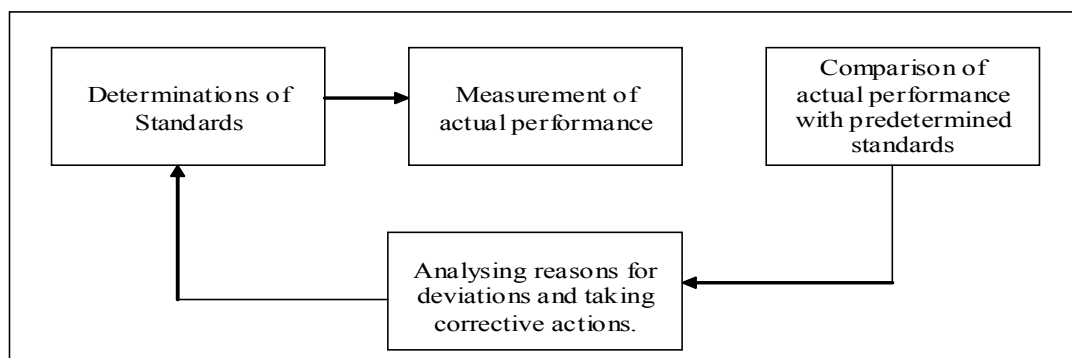 Determinations of
Standards
Measurement of
actual performance
Comparison of
actual performance
with predetermined
standards
Analysing reasons for
deviations and taking
corrective actions.